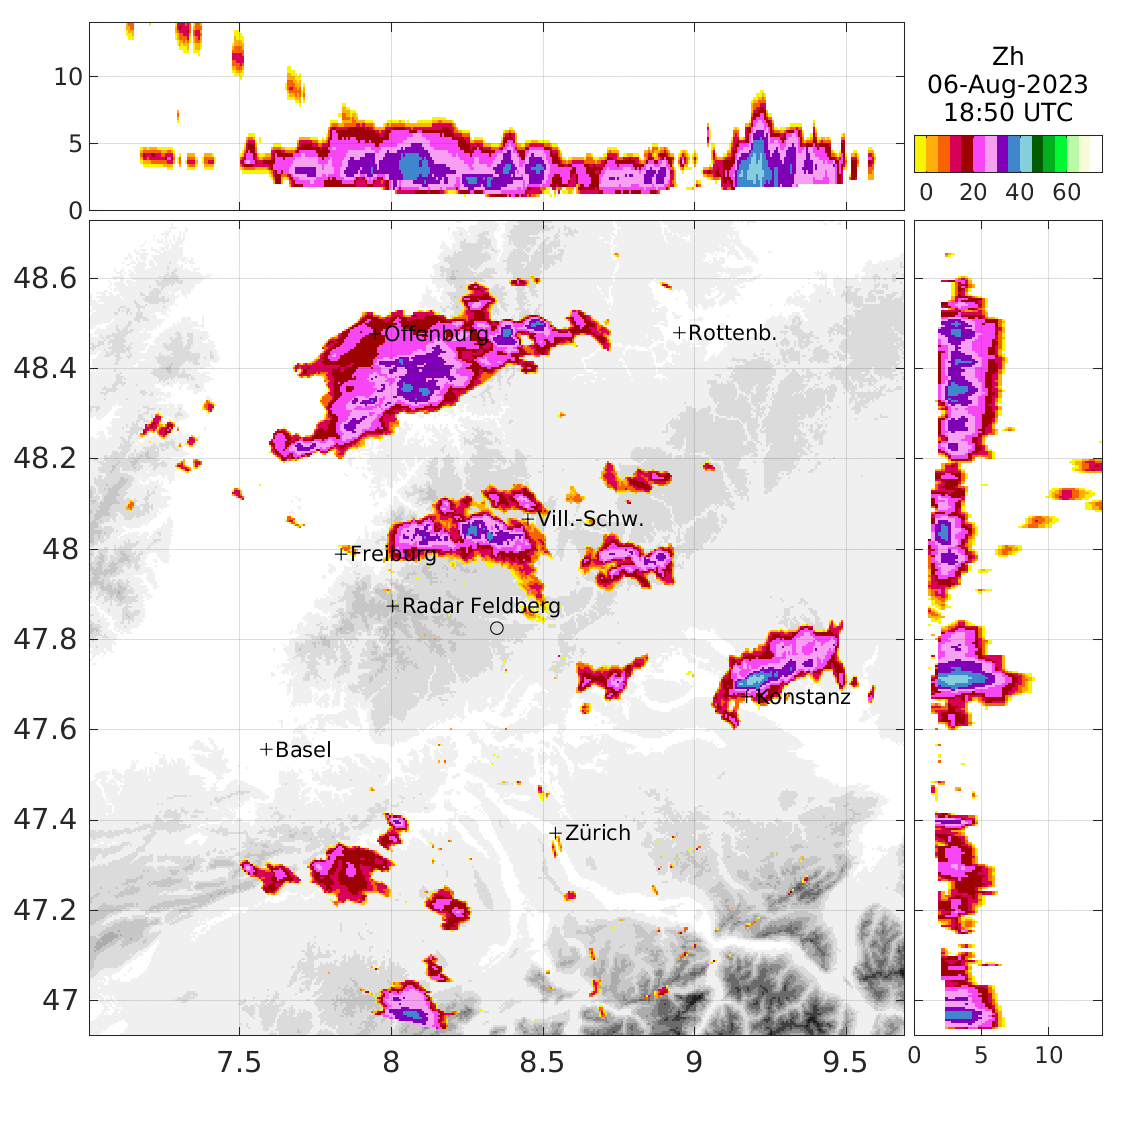 10
5
0
Zh
06-Aug-2023
18:50 UTC
0 20 40 60
48.6
48.4
48.2
48
47.8
47.6
47.4
47.2
47
Offenburg
Rottenb.
Vill.-Schw.
Freiburg
Radar Feldberg
Konstanz
Basel
Zürich
7.5 8 8.5 9 9.5
0 5 10